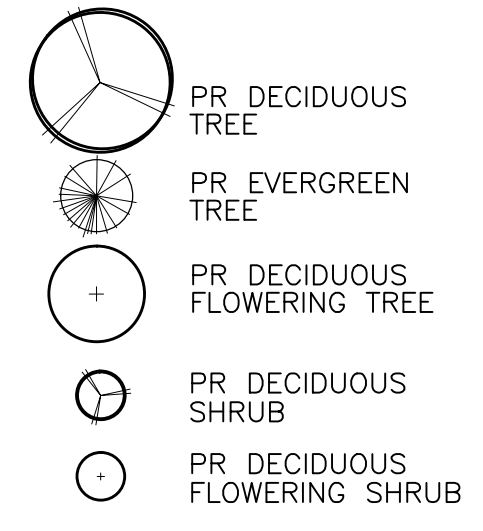 PR DECIDUOUS
TREE
PR EVERGREEN
TREE
PR DECIDUOUS
FLOWERING TREE
PR DECIDUOUS
SHRUB
PR DECIDUOUS
FLOWERING SHRUB